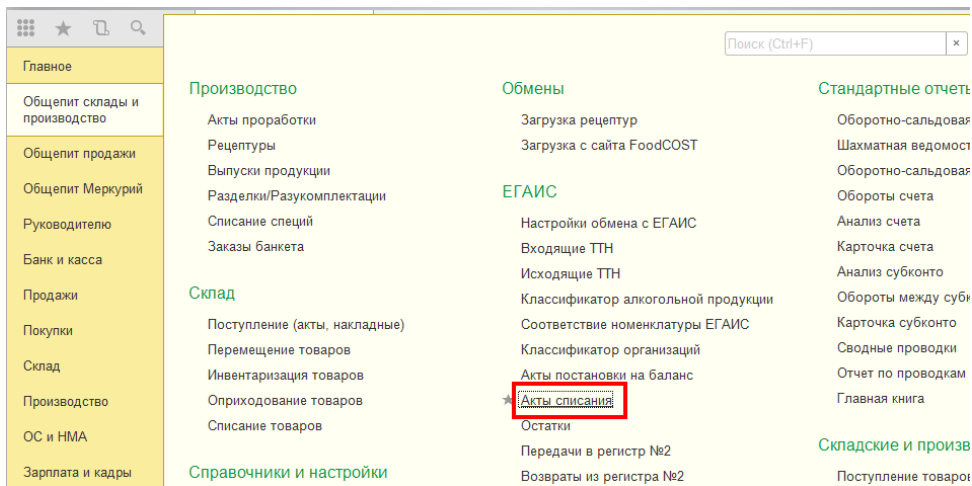 Поиск (Ctrl+F)
×
Главное
Общепит склады и
производство
Общепит продажи
Общепит Меркурий
Руководителю
Банк и касса
Продажи
Покупки
Склад
Производство
ОС и НМА
Зарплата и кадры
Производство
Акты проработки
Рецептуры
Выпуски продукции
Разделки/Разукомплектации
Списание специй
Заказы банкета
Склад
Поступление (акты, накладные)
Перемещение товаров
Инвентаризация товаров
Оприходование товаров
Списание товаров
Справочники и настройки
Обмены
Загрузка рецептур
Загрузка с сайта FoodCOST
ЕГАИС
Настройки обмена с ЕГАИС
Входящие ТТН
Исходящие ТТН
Классификатор алкогольной продукции
Соответствие номенклатуры ЕГАИС
Классификатор организаций
Акты постановки на баланс
Акты списания
Остатки
Передачи в регистр №2
Возвраты из регистра №2
Стандартные отчеты
Оборотно-сальдовая
Шахматная ведомост
Оборотно-сальдовая
Обороты счета
Анализ счета
Карточка счета
Анализ субконто
Обороты между субк
Карточка субконто
Сводные проводки
Отчет по проводкам
Главная книга
Складские и произв
Поступление товаров